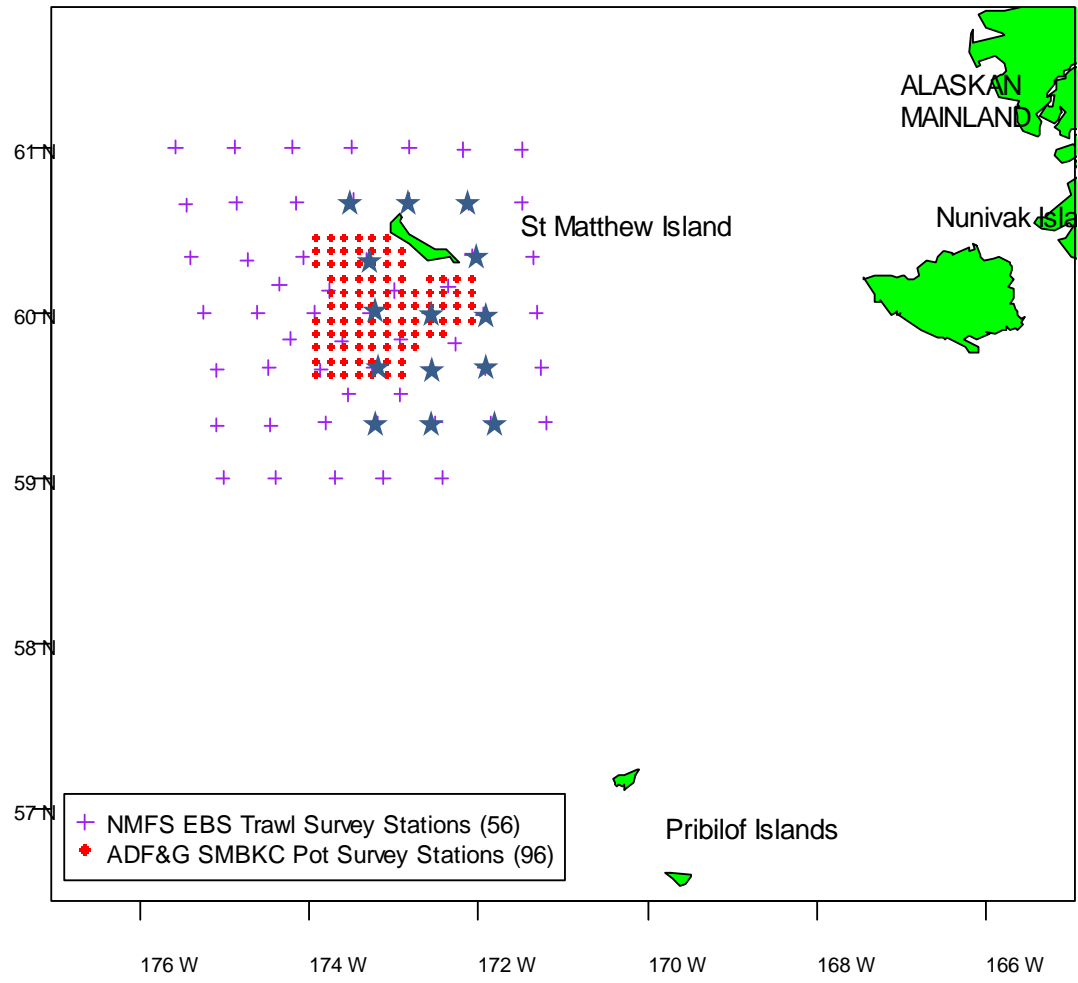 ALASKAN
MAINLAND
61 N
Nunivak Isla
St Matthew Island
60 N
59 N
58 N
57 N
NMFS EBS Trawl Survey Stations (56)
ADF&G SMBKC Pot Survey Stations (96)
Pribilof Islands
176 W
174 W
172 W
170 W
168 W
166 W